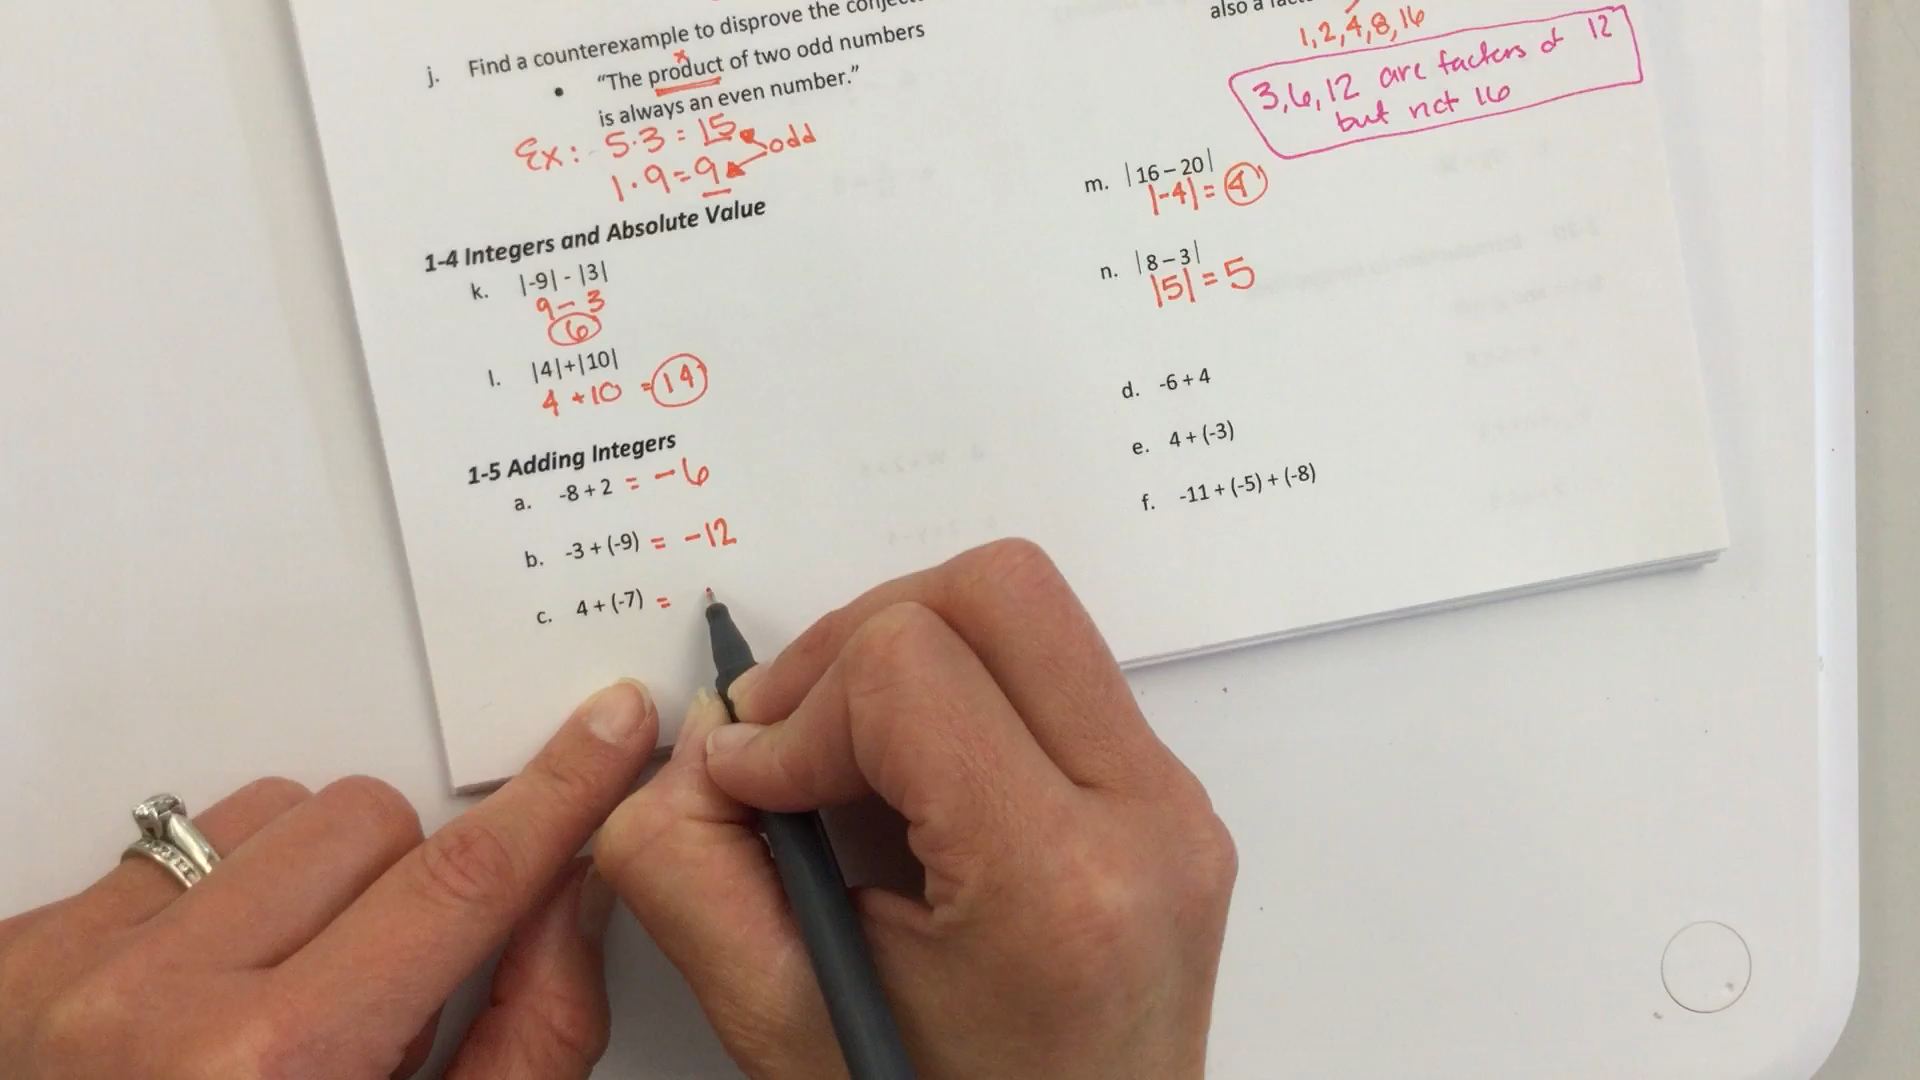 j. Find a counterexample to disprove the
• "The product of two odd numbers
x
is always an even number."
Ex: 5·3 = 15
odd
1·9 = 9
1-4 Integers and Absolute Value
k. |-9| - |3|
9 - 3
6
l. |4|+|10|
4 + 10 = 14
1-5 Adding Integers
a. -8 + 2 = -6
b. -3 + (-9) = -12
c. 4 + (-7) =
also a
1, 2, 4, 8, 16
3, 6, 12 are factors of 12
but not 16
m. |16 – 20|
|-4| = 4
n. |8 – 3|
|5| = 5
d. -6 + 4
e. 4 + (-3)
f. -11 + (-5) + (-8)